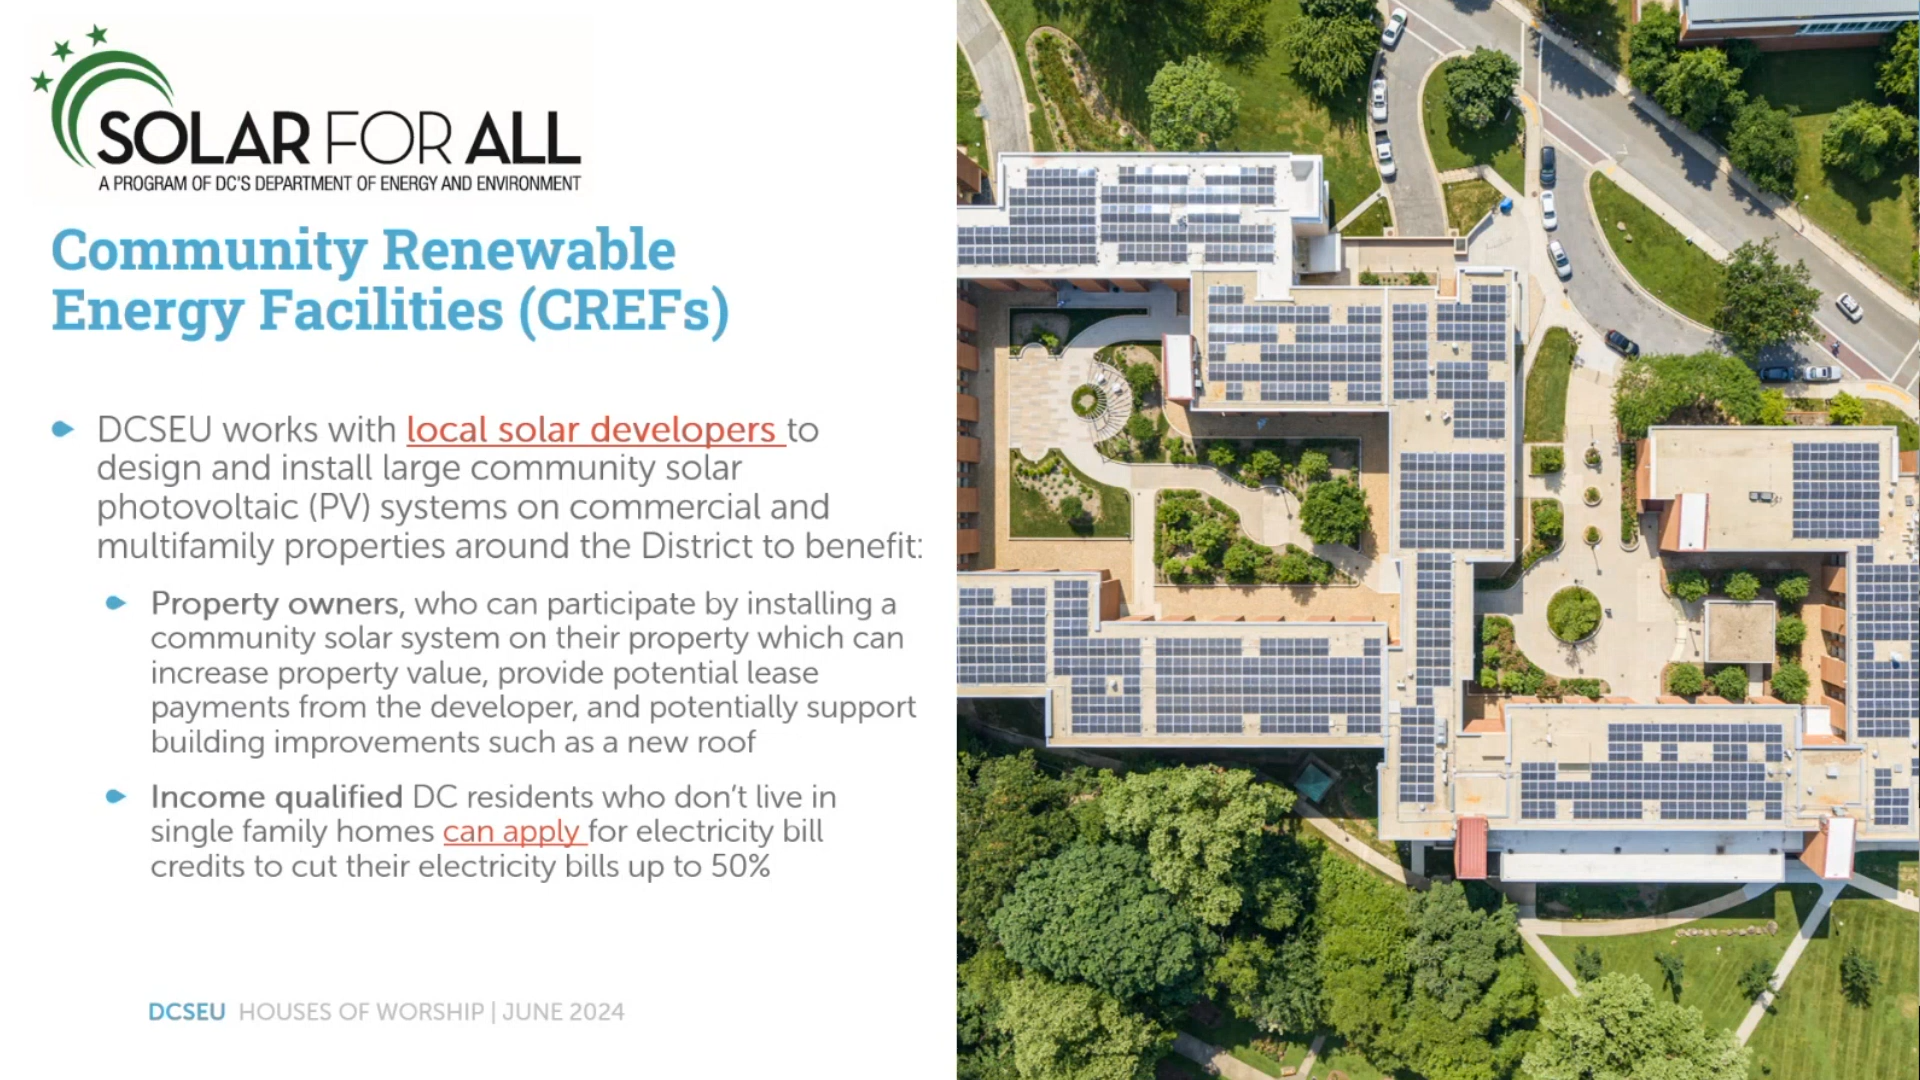 SOLAR FOR ALL
A PROGRAM OF DC'S DEPARTMENT OF ENERGY AND ENVIRONMENT
Community Renewable
Energy Facilities (CREFs)
DCSEU works with local solar developers to
design and install large community solar
photovoltaic (PV) systems on commercial and
multifamily properties around the District to benefit:
Property owners, who can participate by installing a
community solar system on their property which can
increase property value, provide potential lease
payments from the developer, and potentially support
building improvements such as a new roof
Income qualified DC residents who don't live in
single family homes can apply for electricity bill
credits to cut their electricity bills up to 50%
DCSEU HOUSES OF WORSHIP | JUNE 2024